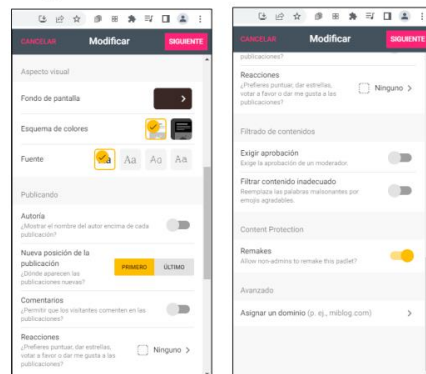 CANCELAR Modificar SIGUIENTE
Aspecto visual
Fondo de pantalla
Esquema de colores
Fuente Aa Aa Aa Aa
Publicando
Autoría
¿Mostrar el nombre del autor encima de cada
publicación?
Nueva posición de la
publicación
¿Dónde aparecen las
publicaciones nuevas?
PRIMERO ÚLTIMO
Comentarios
¿Permitir que los visitantes comenten en las
publicaciones?
Reacciones
¿Prefieres puntuar, dar estrellas,
votar a favor o dar me gusta a las
publicaciones?
Ninguno
CANCELAR Modificar SIGUIENTE
publicaciones?
Reacciones
¿Prefieres puntuar, dar estrellas,
votar a favor o dar me gusta a las
publicaciones?
Ninguno
Filtrado de contenidos
Exigir aprobación
Exige la aprobación de un moderador.
Filtrar contenido inadecuado
Reemplaza las palabras malsonantes por
emojis agradables.
Content Protection
Remakes
Allow non-admins to remake this padlet?
Avanzado
Asignar un dominio (p. ej., miblog.com)